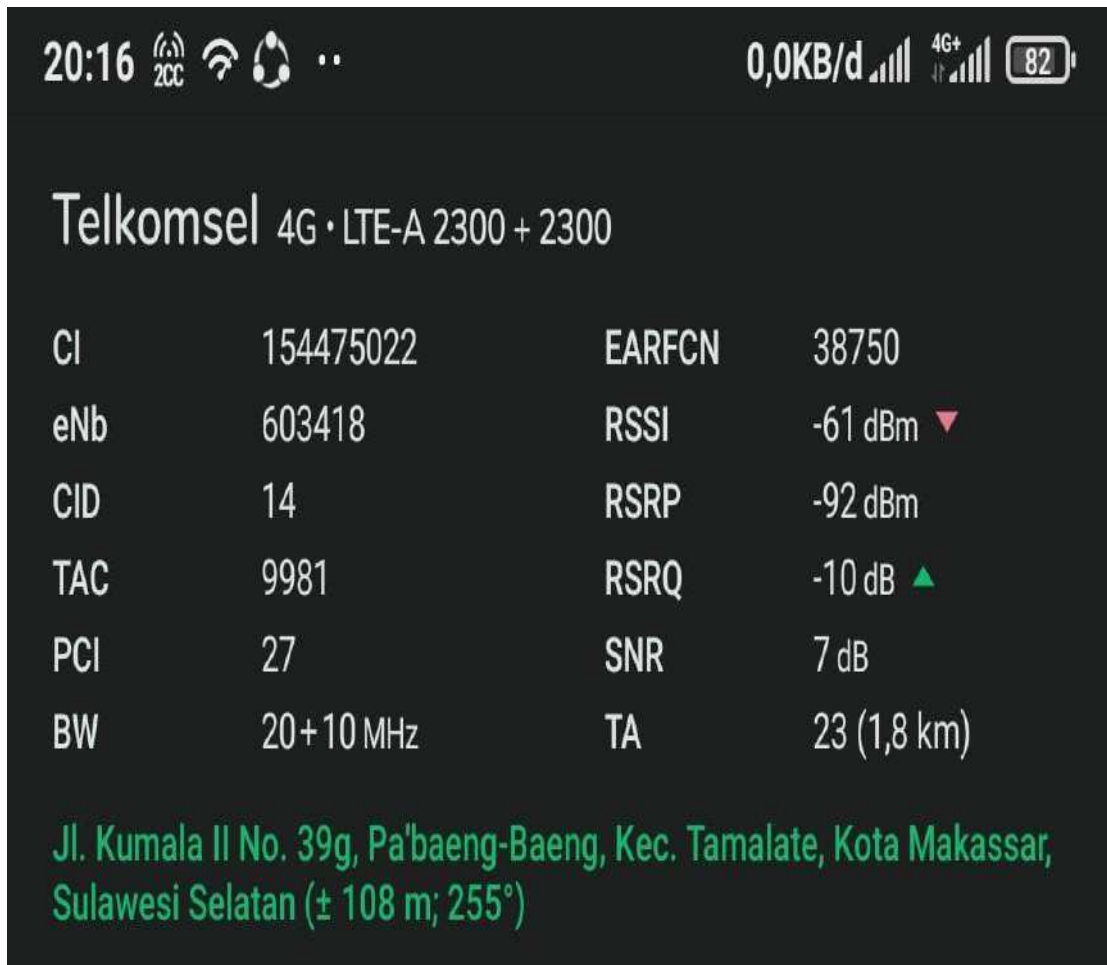 20:16 2CC 0,0KB/d 4G+ 82
Telkomsel 4G • LTE-A 2300 + 2300
CI 154475022 EARFCN 38750
eNb 603418 RSSI -61 dBm
CID 14 RSRP -92 dBm
TAC 9981 RSRQ -10 dB
PCI 27 SNR 7 dB
BW 20+10 MHz TA 23 (1,8 km)
Jl. Kumala II No. 39g, Pa'baeng-Baeng, Kec. Tamalate, Kota Makassar,
Sulawesi Selatan (± 108 m; 255°)